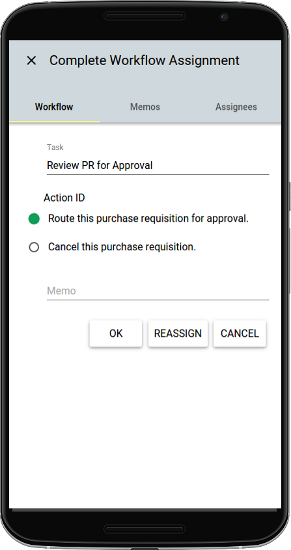 Complete Workflow Assignment
Workflow Memos Assignees
Task
Review PR for Approval
Action ID
Route this purchase requisition for approval.
Cancel this purchase requisition.
Memo
OK REASSIGN CANCEL